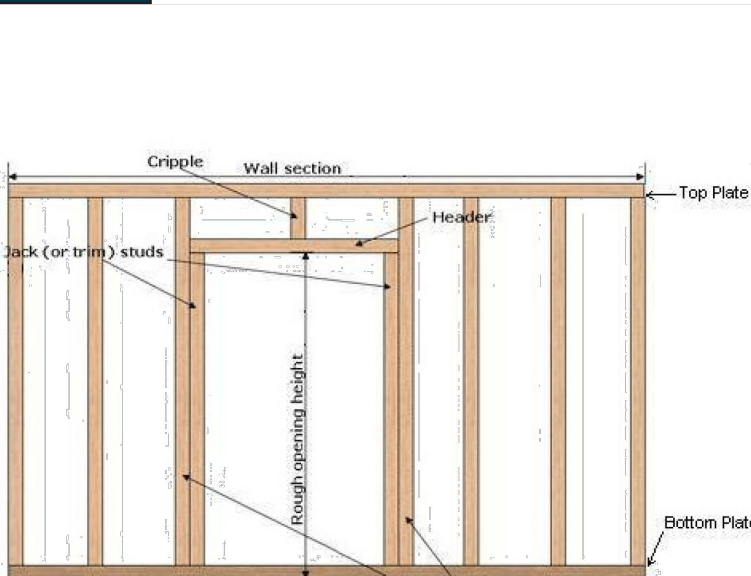 Cripple
Wall section
Top Plate
Header
Jack (or trim) studs
Rough opening height
Bottom Plate